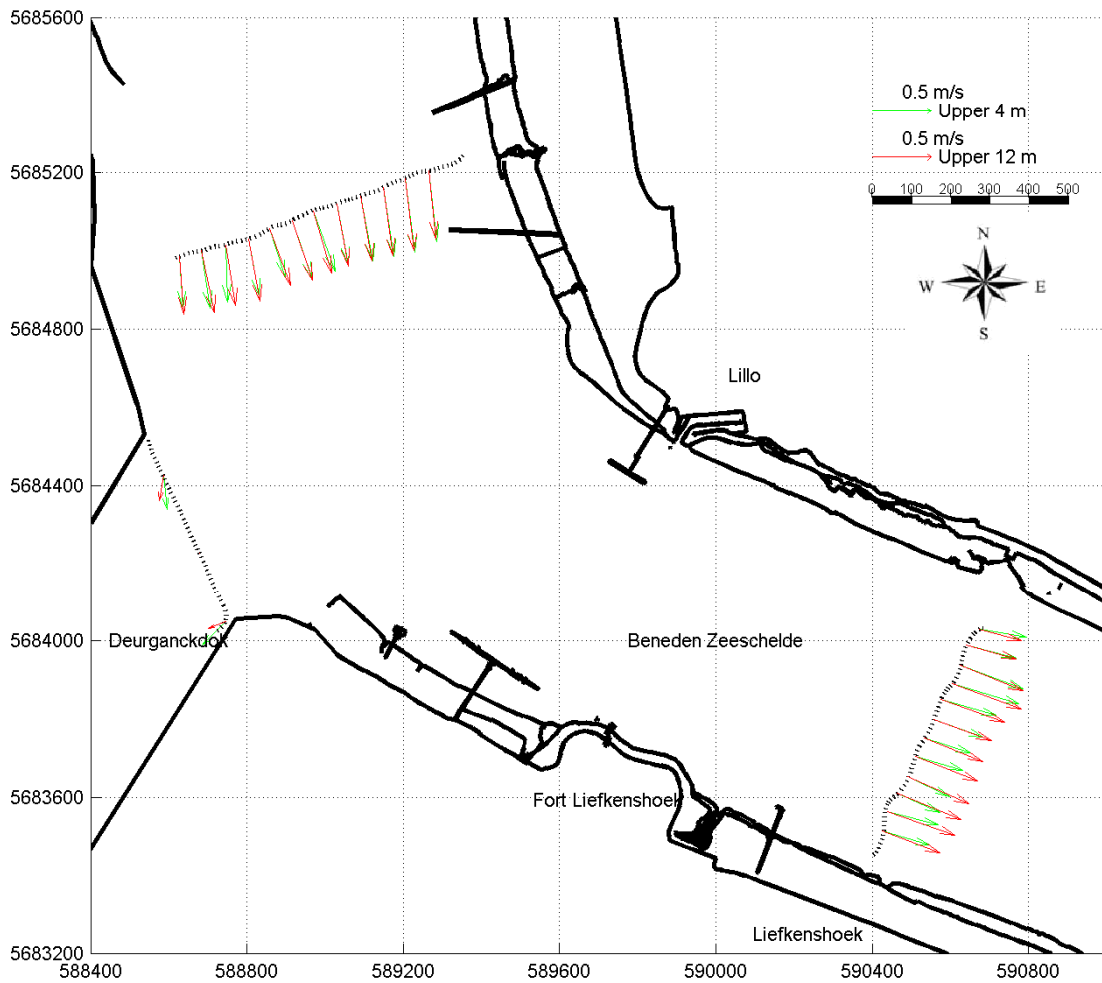 5685600
5685200
5684800
5684400
5684000
5683600
5683200
588400
588800
589200
589600
590000
590400
590800
0.5 m/s
Upper 4 m
0.5 m/s
Upper 12 m
0 100 200 300 400 500
N
W E
S
Lillo
Deurganckdok
Beneden Zeeschelde
Fort Liefkenshoek
Liefkenshoek